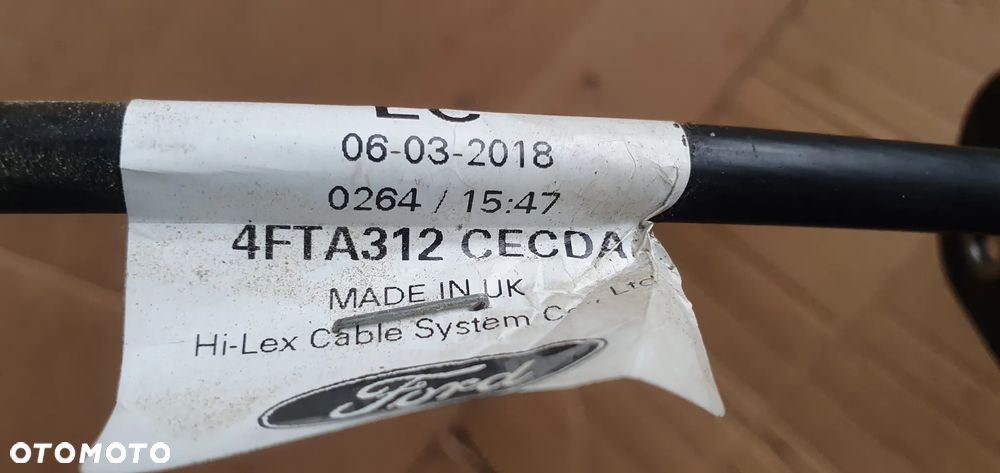 EC
06-03-2018
0264 / 15:47
4FTA312 CECDA
MADE IN UK
Hi-Lex Cable System Co., Ltd
Ford
OTOMOTO